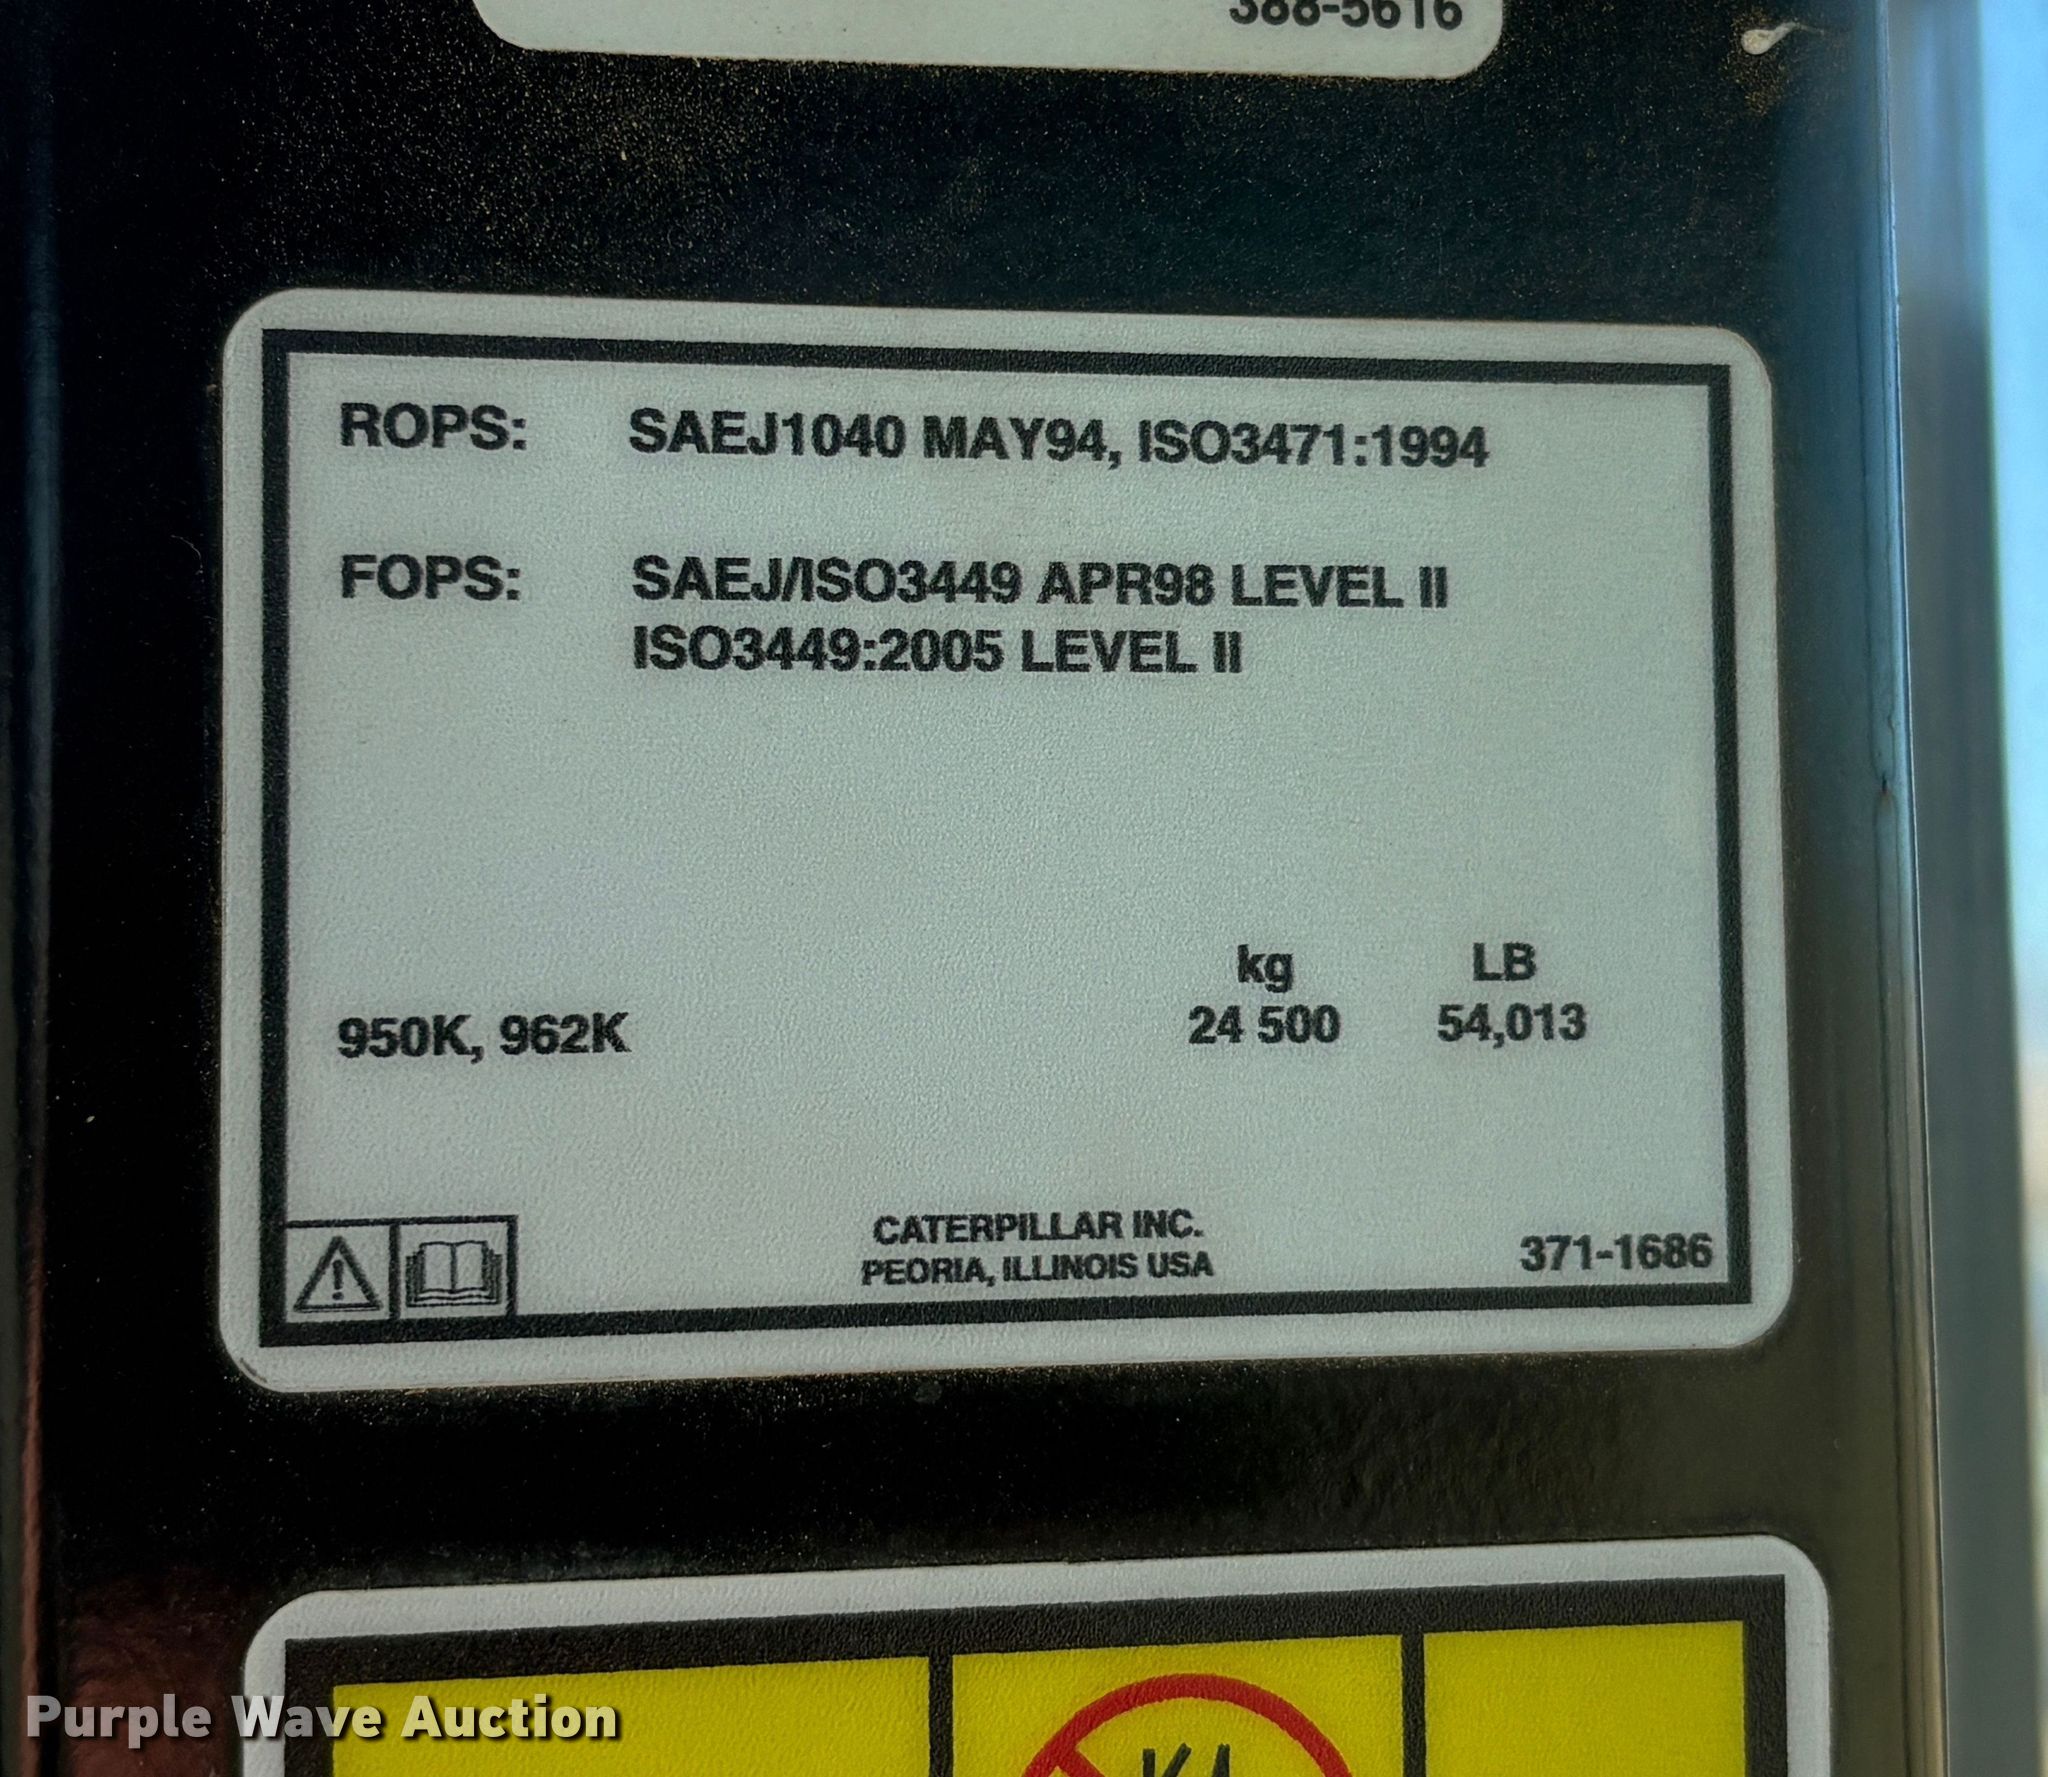 388-5616
ROPS: SAEJ1040 MAY94, ISO3471:1994
FOPS: SAEJ/ISO3449 APR98 LEVEL II
ISO3449:2005 LEVEL II
kg LB
950K, 962K 24 500 54,013
CATERPILLAR INC.
PEORIA, ILLINOIS USA
371-1686
Purple Wave Auction